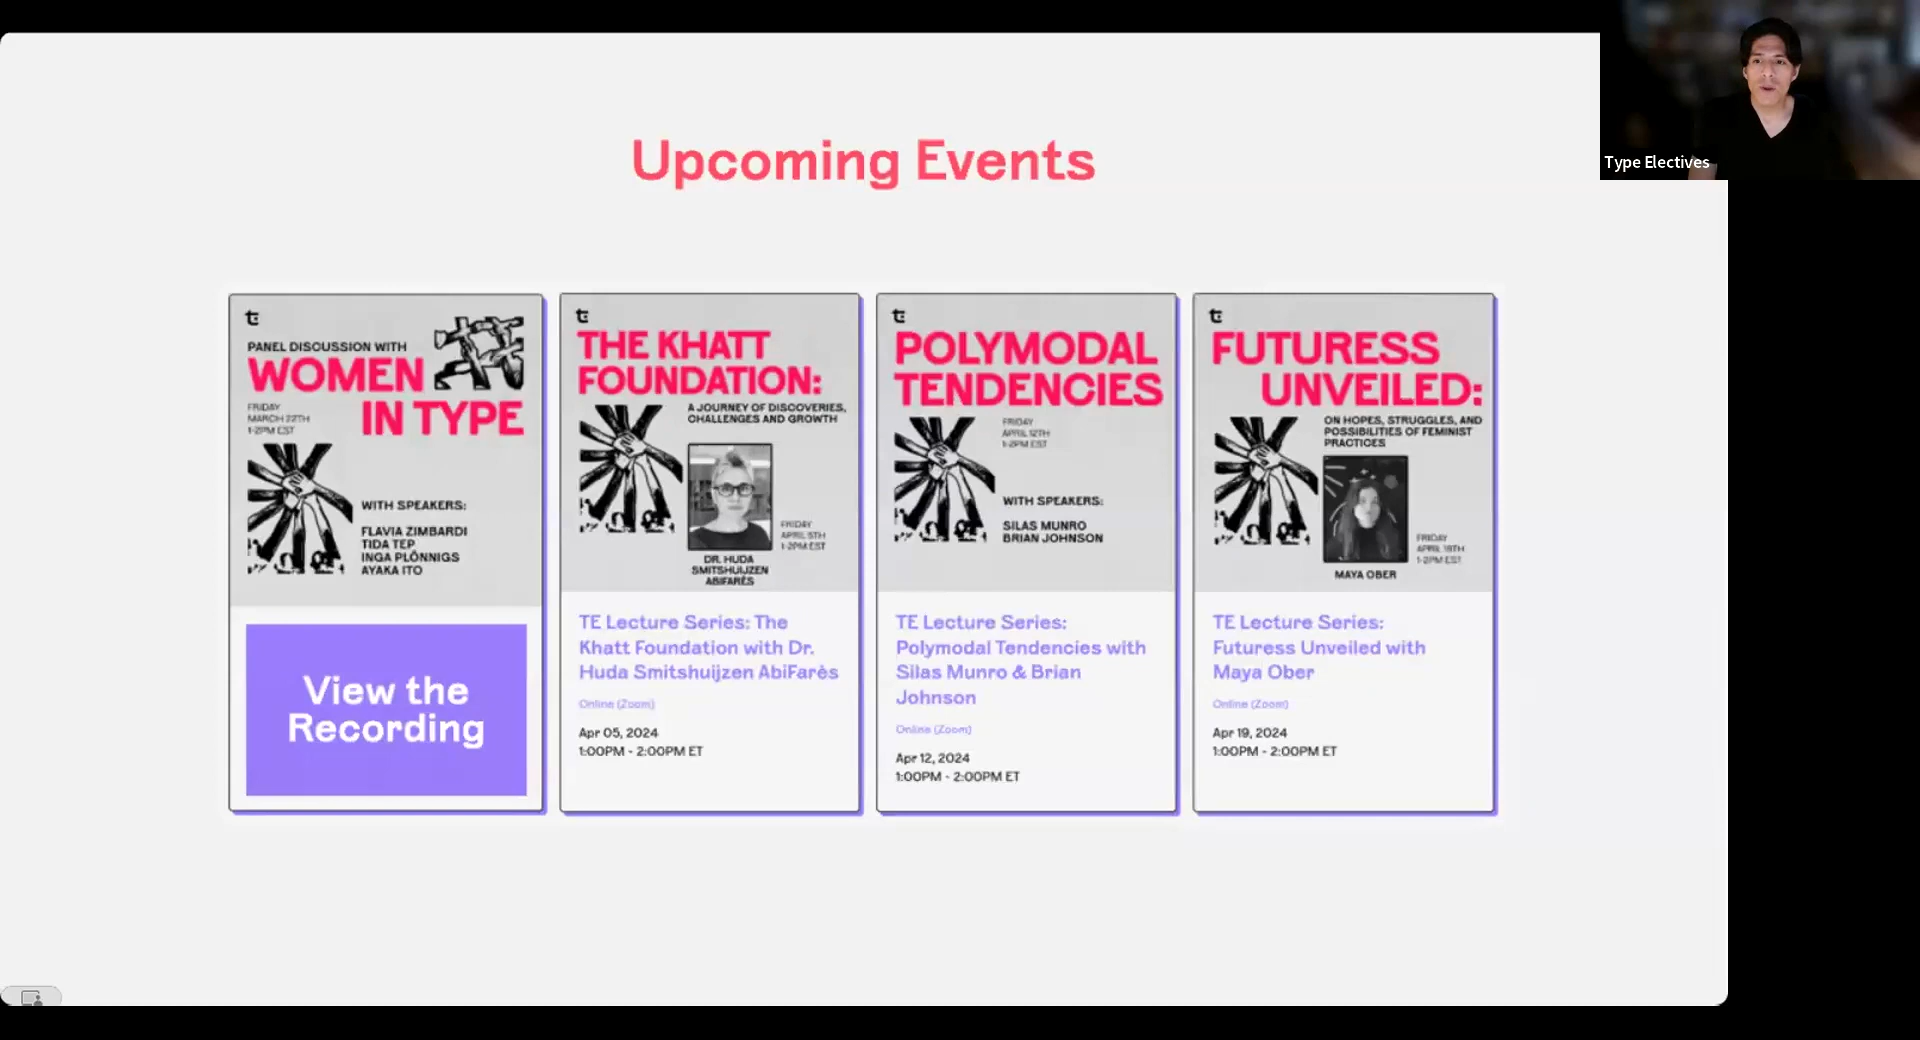 Type Electives
Upcoming Events
PANEL DISCUSSION WITH
WOMEN
IN TYPE
FRIDAY
MARCH 22TH
1-2PM EST
WITH SPEAKERS:
FLAVIA ZIMBARDI
TIDA TEP
INGA PLÖNNIGS
AYAKA ITO
View the
Recording
THE KHATT
FOUNDATION:
A JOURNEY OF DISCOVERIES,
CHALLENGES AND GROWTH
FRIDAY
APRIL 5TH
1-2PM EST
DR. HUDA
SMITSHUIJZEN
ABIFARÈS
TE Lecture Series: The
Khatt Foundation with Dr.
Huda Smitshuijzen AbiFarès
Online (Zoom)
Apr 05, 2024
1:00PM - 2:00PM ET
POLYMODAL
TENDENCIES
FRIDAY
APRIL 12TH
1-2PM EST
WITH SPEAKERS:
SILAS MUNRO
BRIAN JOHNSON
TE Lecture Series:
Polymodal Tendencies with
Silas Munro & Brian
Johnson
Online (Zoom)
Apr 12, 2024
1:00PM - 2:00PM ET
FUTURESS
UNVEILED:
ON HOPES, STRUGGLES, AND
POSSIBILITIES OF FEMINIST
PRACTICES
FRIDAY
APRIL 19TH
1-2PM EST
MAYA OBER
TE Lecture Series:
Futuress Unveiled with
Maya Ober
Online (Zoom)
Apr 19, 2024
1:00PM - 2:00PM ET